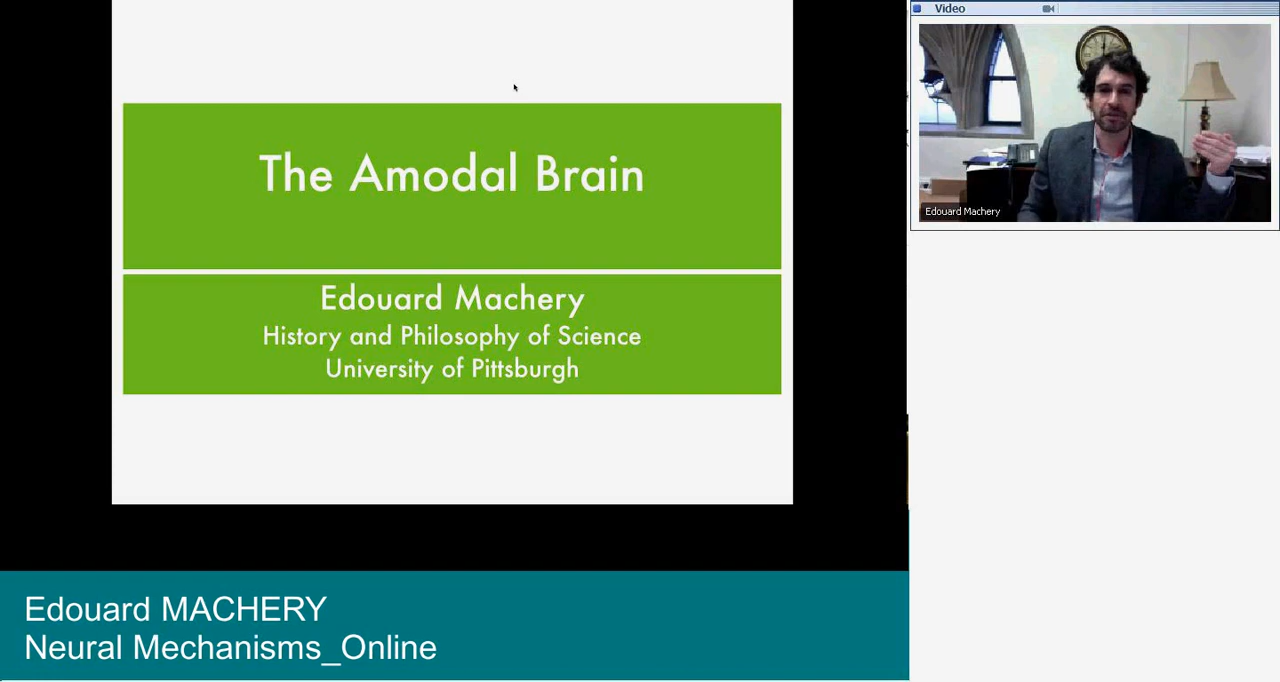 The Amodal Brain
Edouard Machery
History and Philosophy of Science
University of Pittsburgh
Video
Edouard Machery
Edouard MACHERY
Neural Mechanisms_Online